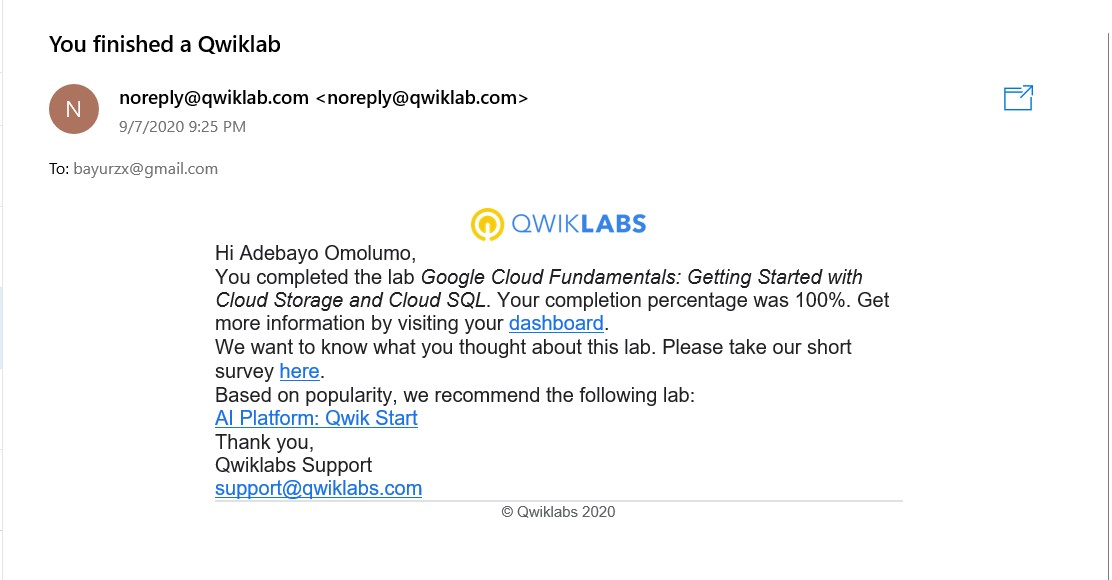 You finished a Qwiklab
N
noreply@qwiklab.com <noreply@qwiklab.com>
9/7/2020 9:25 PM
To: bayurzx@gmail.com
QWIKLABS
Hi Adebayo Omolumo,
You completed the lab Google Cloud Fundamentals: Getting Started with
Cloud Storage and Cloud SQL. Your completion percentage was 100%. Get
more information by visiting your dashboard.
We want to know what you thought about this lab. Please take our short
survey here.
Based on popularity, we recommend the following lab:
AI Platform: Qwik Start
Thank you,
Qwiklabs Support
support@qwiklabs.com
© Qwiklabs 2020